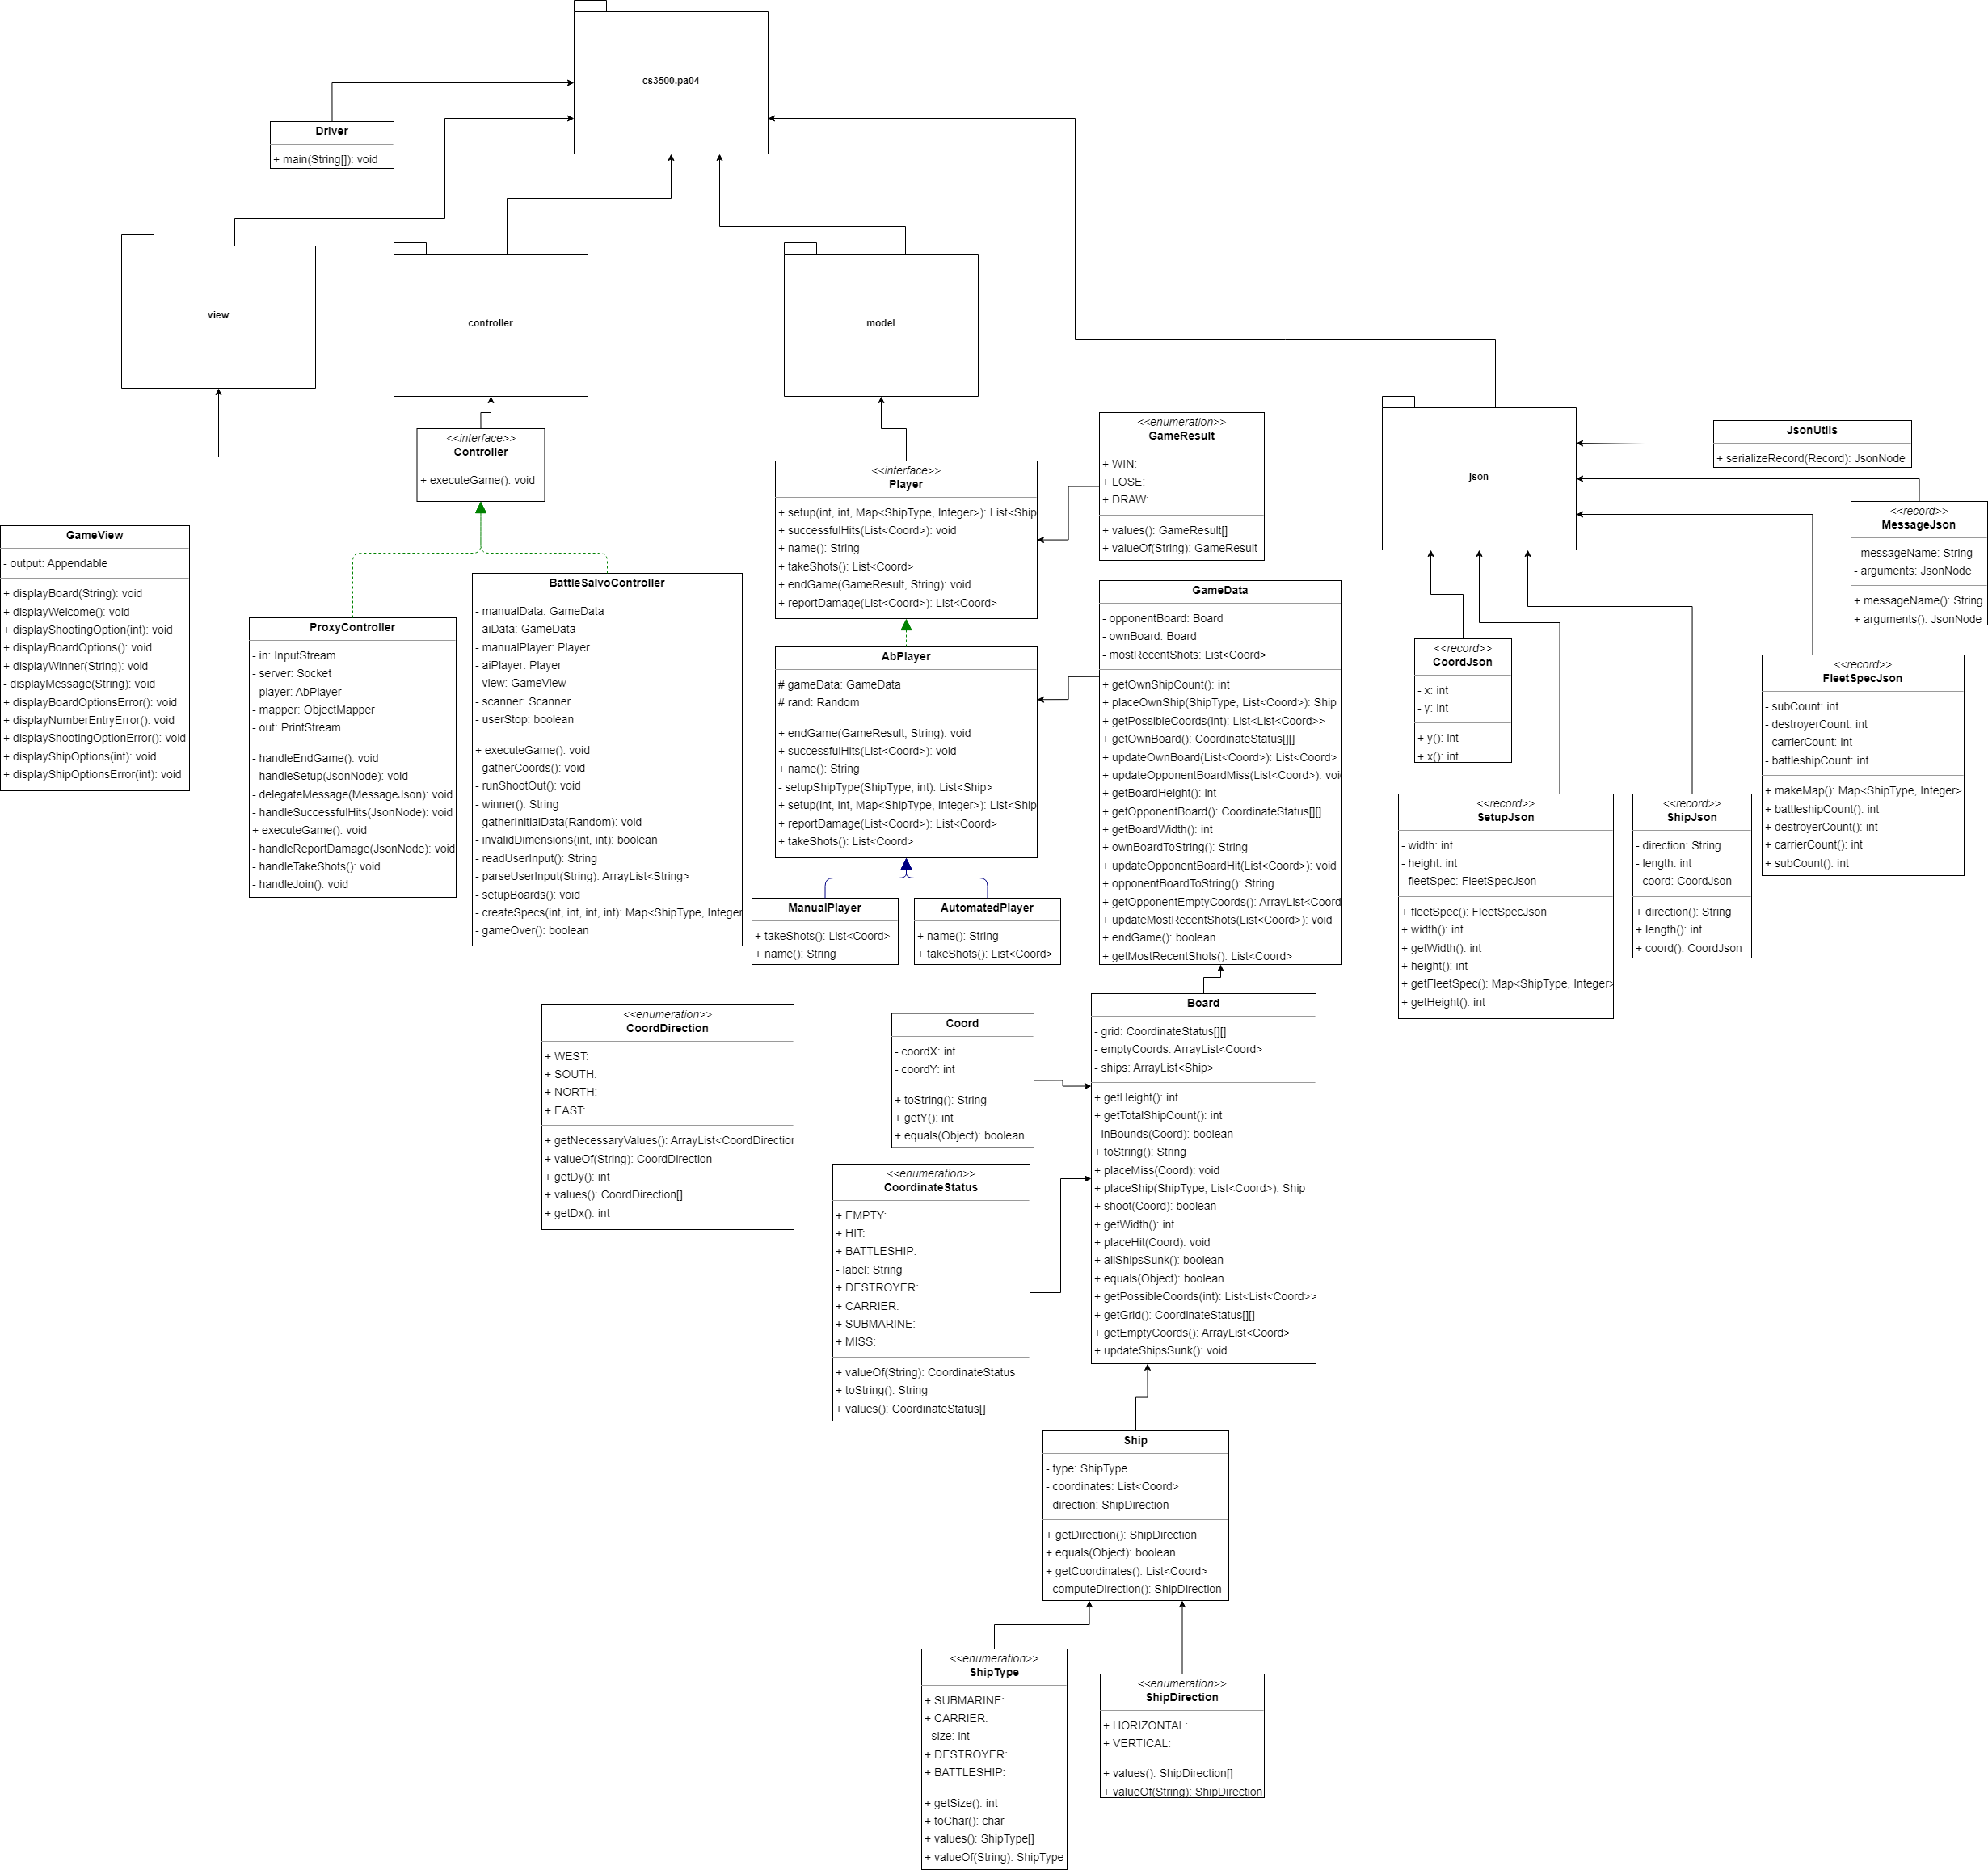 cs3500.pa04
Driver
+ main(String[]): void
view
controller
model
json
<<interface>>
Controller
+ executeGame(): void
<<interface>>
Player
+ setup(int, int, Map<ShipType, Integer>): List<Ship
+ successfulHits(List<Coord>): void
+ name(): String
+ takeShots(): List<Coord>
+ endGame(GameResult, String): void
+ reportDamage(List<Coord>): List<Coord>
<<enumeration>>
GameResult
+ WIN:
+ LOSE:
+ DRAW:
+ values(): GameResult[]
+ valueOf(String): GameResult
JsonUtils
+ serializeRecord(Record): JsonNode
<<record>>
MessageJson
- messageName: String
- arguments: JsonNode
+ messageName(): String
+ arguments(): JsonNode
GameView
- output: Appendable
+ displayBoard(String): void
+ displayWelcome(): void
+ displayShootingOption(int): void
+ displayBoardOptions(): void
+ displayWinner(String): void
- displayMessage(String): void
+ displayBoardOptionsError(): void
+ displayNumberEntryError(): void
+ displayShootingOptionError(): void
+ displayShipOptions(int): void
+ displayShipOptionsError(int): void
ProxyController
- in: InputStream
- server: Socket
- player: AbPlayer
- mapper: ObjectMapper
- out: PrintStream
- handleEndGame(): void
- handleSetup(JsonNode): void
- delegateMessage(MessageJson): void
- handleSuccessfulHits(JsonNode): void
+ executeGame(): void
- handleReportDamage(JsonNode): void
- handleTakeShots(): void
- handleJoin(): void
BattleSalvoController
- manualData: GameData
- aiData: GameData
- manualPlayer: Player
- aiPlayer: Player
- view: GameView
- scanner: Scanner
- userStop: boolean
+ executeGame(): void
- gatherCoords(): void
- runShootOut(): void
- winner(): String
- gatherInitialData(Random): void
- invalidDimensions(int, int): boolean
- readUserInput(): String
- parseUserInput(String): ArrayList<String>
- setupBoards(): void
- createSpecs(int, int, int, int): Map<ShipType, Integer
- gameOver(): boolean
AbPlayer
# gameData: GameData
# rand: Random
+ endGame(GameResult, String): void
+ successfulHits(List<Coord>): void
+ name(): String
- setupShipType(ShipType, int): List<Ship>
+ setup(int, int, Map<ShipType, Integer>): List<Ship
+ reportDamage(List<Coord>): List<Coord>
+ takeShots(): List<Coord>
ManualPlayer
+ takeShots(): List<Coord>
+ name(): String
AutomatedPlayer
+ name(): String
+ takeShots(): List<Coord>
GameData
- opponentBoard: Board
- ownBoard: Board
- mostRecentShots: List<Coord>
+ getOwnShipCount(): int
+ placeOwnShip(ShipType, List<Coord>): Ship
+ getPossibleCoords(int): List<List<Coord>>
+ getOwnBoard(): CoordinateStatus[][]
+ updateOwnBoard(List<Coord>): List<Coord>
+ updateOpponentBoardMiss(List<Coord>): voi
+ getBoardHeight(): int
+ getOpponentBoard(): CoordinateStatus[][]
+ getBoardWidth(): int
+ ownBoardToString(): String
+ updateOpponentBoardHit(List<Coord>): void
+ opponentBoardToString(): String
+ getOpponentEmptyCoords(): ArrayList<Coord
+ updateMostRecentShots(List<Coord>): void
+ endGame(): boolean
+ getMostRecentShots(): List<Coord>
<<record>>
CoordJson
- x: int
- y: int
+ y(): int
+ x(): int
<<record>>
FleetSpecJson
- subCount: int
- destroyerCount: int
- carrierCount: int
- battleshipCount: int
+ makeMap(): Map<ShipType, Integer>
+ battleshipCount(): int
+ destroyerCount(): int
+ carrierCount(): int
+ subCount(): int
<<record>>
SetupJson
- width: int
- height: int
- fleetSpec: FleetSpecJson
+ fleetSpec(): FleetSpecJson
+ width(): int
+ getWidth(): int
+ height(): int
+ getFleetSpec(): Map<ShipType, Integer>
+ getHeight(): int
<<record>>
ShipJson
- direction: String
- length: int
- coord: CoordJson
+ direction(): String
+ length(): int
+ coord(): CoordJson
<<enumeration>>
CoordDirection
+ WEST:
+ SOUTH:
+ NORTH:
+ EAST:
+ getNecessaryValues(): ArrayList<CoordDirection
+ valueOf(String): CoordDirection
+ getDy(): int
+ values(): CoordDirection[]
+ getDx(): int
Coord
- coordX: int
- coordY: int
+ toString(): String
+ getY(): int
+ equals(Object): boolean
<<enumeration>>
CoordinateStatus
+ EMPTY:
+ HIT:
+ BATTLESHIP:
- label: String
+ DESTROYER:
+ CARRIER:
+ SUBMARINE:
+ MISS:
+ valueOf(String): CoordinateStatus
+ toString(): String
+ values(): CoordinateStatus[]
Board
- grid: CoordinateStatus[][]
- emptyCoords: ArrayList<Coord>
- ships: ArrayList<Ship>
+ getHeight(): int
+ getTotalShipCount(): int
- inBounds(Coord): boolean
+ toString(): String
+ placeMiss(Coord): void
+ placeShip(ShipType, List<Coord>): Ship
+ shoot(Coord): boolean
+ getWidth(): int
+ placeHit(Coord): void
+ allShipsSunk(): boolean
+ equals(Object): boolean
+ getPossibleCoords(int): List<List<Coord>>
+ getGrid(): CoordinateStatus[][]
+ getEmptyCoords(): ArrayList<Coord>
+ updateShipsSunk(): void
Ship
- type: ShipType
- coordinates: List<Coord>
- direction: ShipDirection
+ getDirection(): ShipDirection
+ equals(Object): boolean
+ getCoordinates(): List<Coord>
- computeDirection(): ShipDirection
<<enumeration>>
ShipType
+ SUBMARINE:
+ CARRIER:
- size: int
+ DESTROYER:
+ BATTLESHIP:
+ getSize(): int
+ toChar(): char
+ values(): ShipType[]
+ valueOf(String): ShipType
<<enumeration>>
ShipDirection
+ HORIZONTAL:
+ VERTICAL:
+ values(): ShipDirection[]
+ valueOf(String): ShipDirection